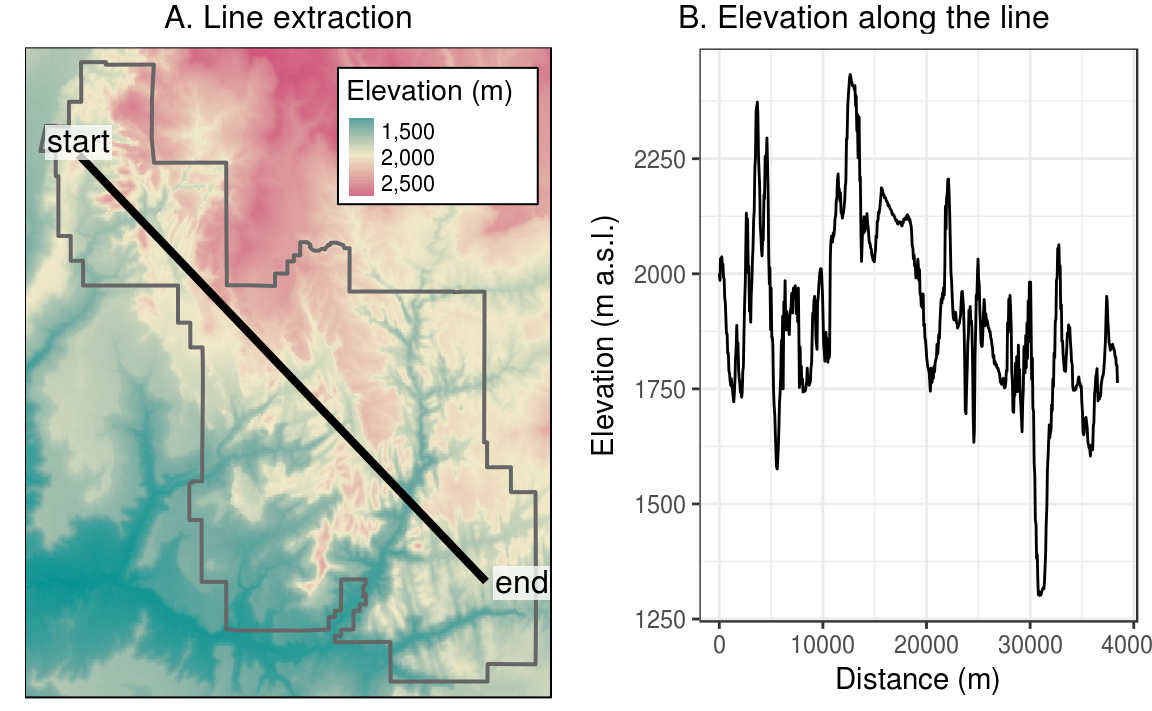 A. Line extraction
Elevation (m)
1,500
2,000
2,500
start
end
B. Elevation along the line
Elevation (m a.s.l.)
2250
2000
1750
1500
1250
0
10000
20000
30000
4000
Distance (m)